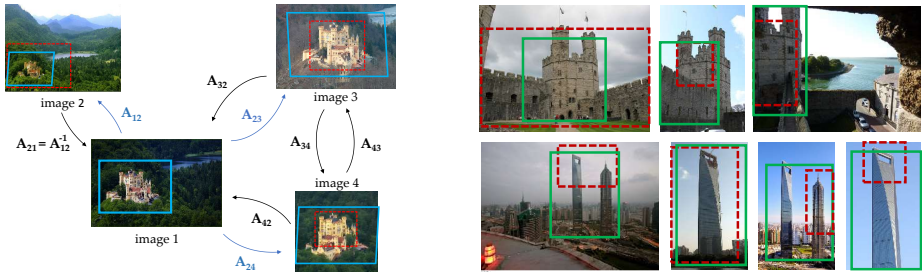 A₃₂
image 2
image 3
A₁₂
A₂₃
A₂₁ = A₁₂⁻¹
A₃₄
A₄₃
image 4
A₄₂
image 1
A₂₄